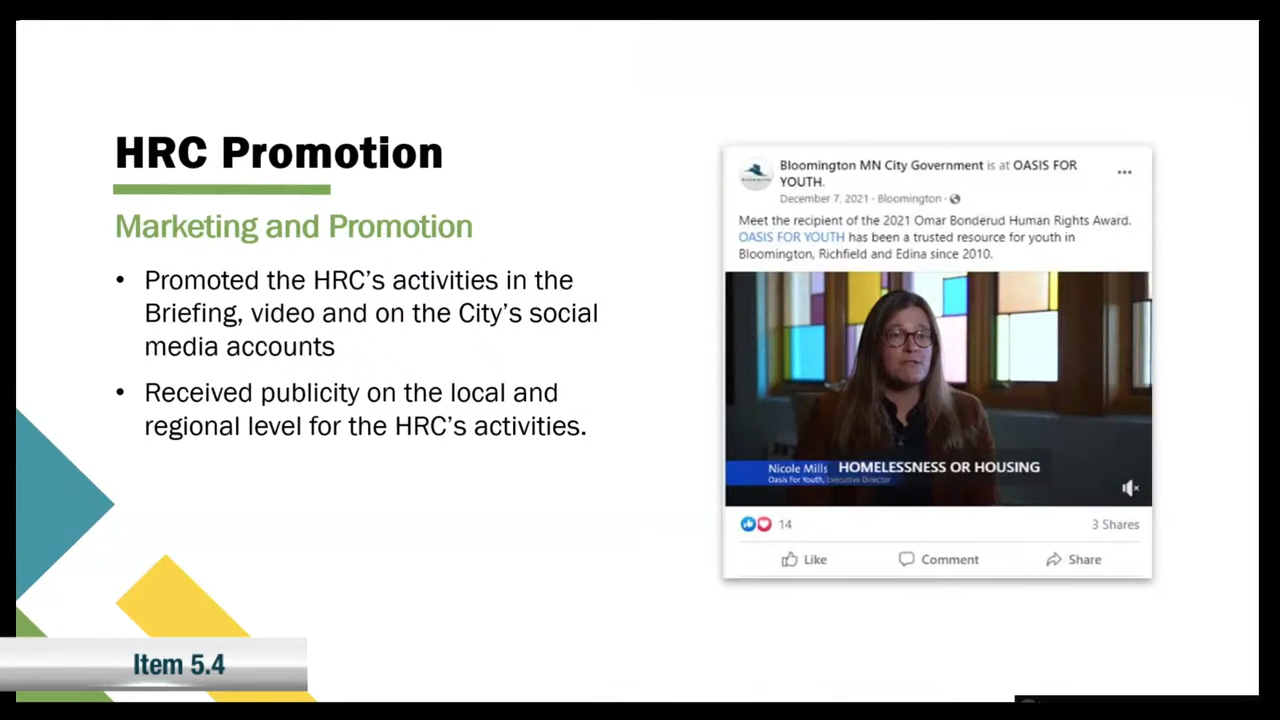 HRC Promotion
Marketing and Promotion
• Promoted the HRC's activities in the
Briefing, video and on the City's social
media accounts
• Received publicity on the local and
regional level for the HRC's activities.
Bloomington MN City Government is at OASIS FOR
YOUTH.
December 7, 2021 · Bloomington ·
Meet the recipient of the 2021 Omar Bonderud Human Rights Award.
OASIS FOR YOUTH has been a trusted resource for youth in
Bloomington, Richfield and Edina since 2010.
Nicole Mills
Oasis For Youth, Executive Director
HOMELESSNESS OR HOUSING
14
3 Shares
Like
Comment
Share
Item 5.4